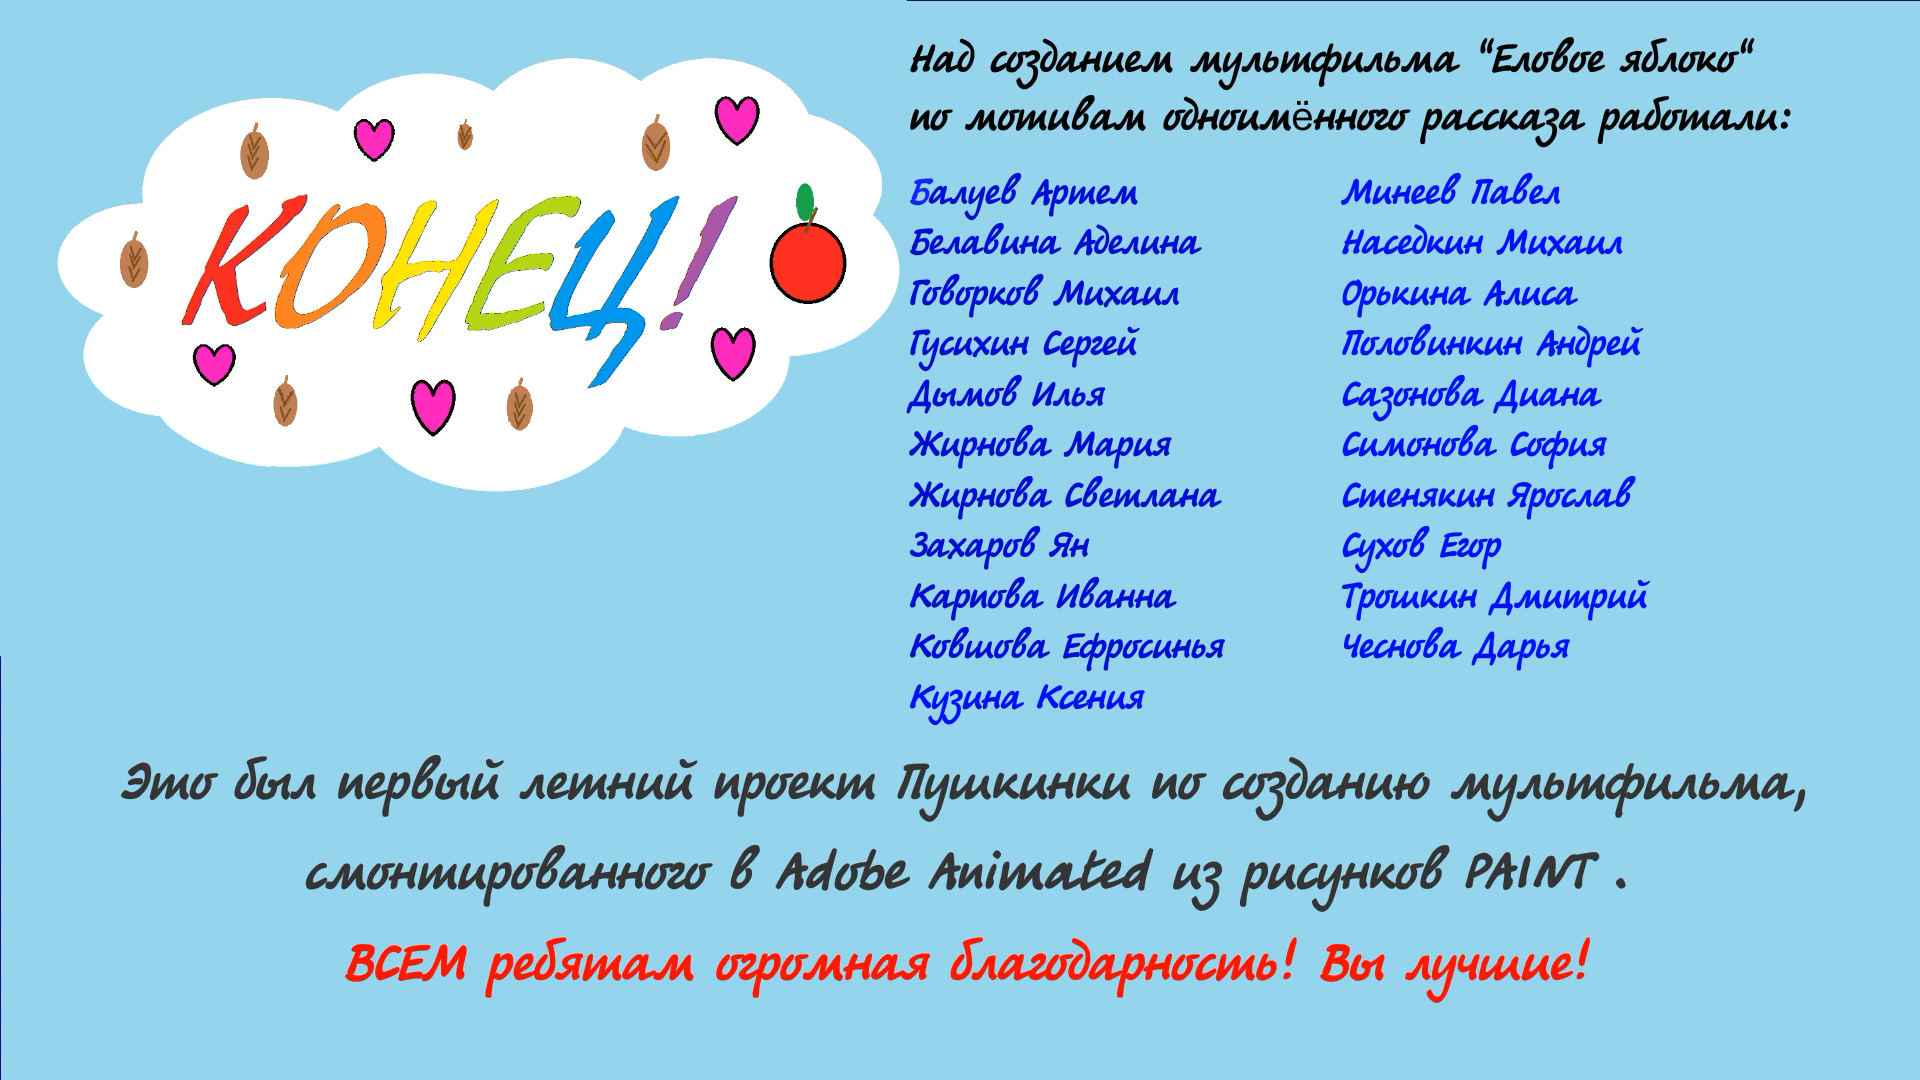 КОНЕЦ!
Над созданием мультфильма "Еловое яблоко"
по мотивам одноимённого рассказа работали:
Балуев Артем
Белавина Аделина
Говорков Михаил
Гусихин Сергей
Дымов Илья
Жирнова Мария
Жирнова Светлана
Захаров Ян
Карпова Иванна
Ковшова Ефросинья
Кузина Ксения
Минеев Павел
Наседкин Михаил
Орькина Алиса
Половинкин Андрей
Сазонова Диана
Симонова София
Стенякин Ярослав
Сухов Егор
Трошкин Дмитрий
Чеснова Дарья
Это был первый летний проект Пушкинки по созданию мультфильма,
смонтированного в Adobe Animated из рисунков PAINT .
ВСЕМ ребятам огромная благодарность! Вы лучшие!